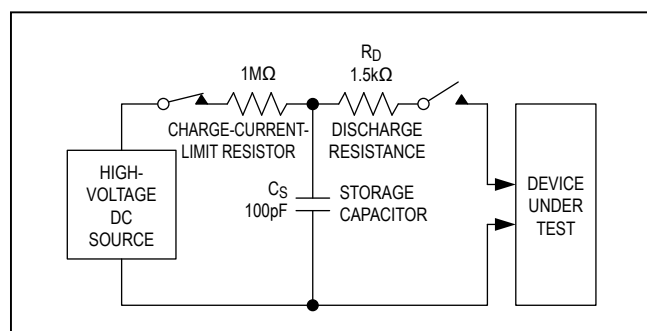 1MΩ
R_D
1.5kΩ
CHARGE-CURRENT-
LIMIT RESISTOR
DISCHARGE
RESISTANCE
HIGH-
VOLTAGE
DC
SOURCE
C_S
100pF
STORAGE
CAPACITOR
DEVICE
UNDER
TEST